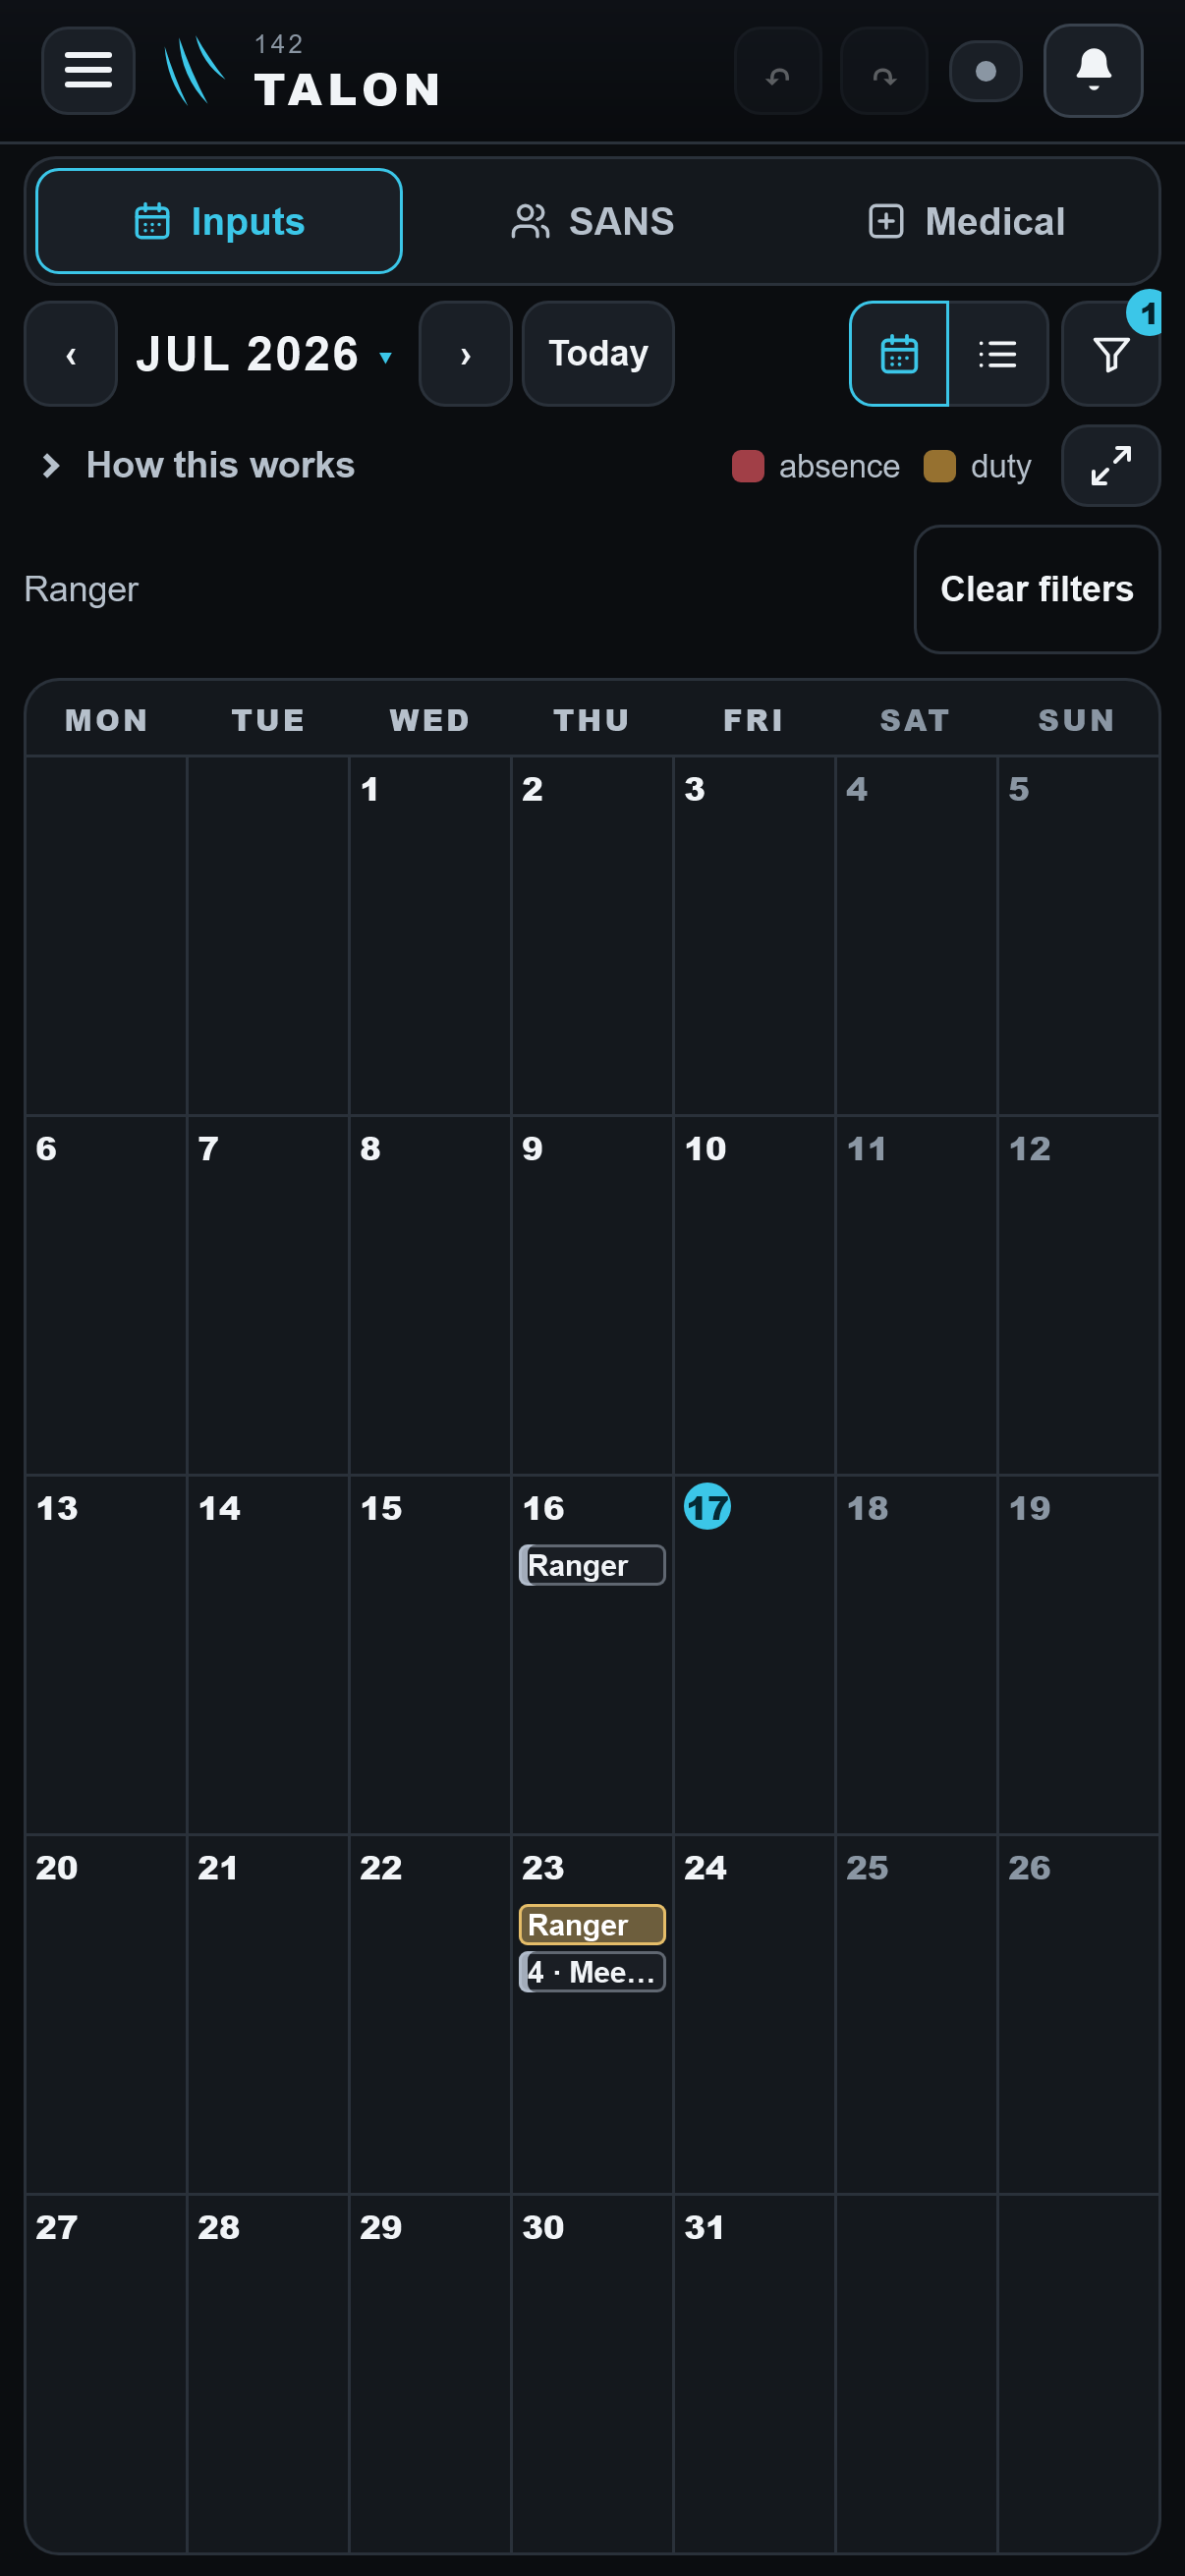 142
TALON
Inputs
SANS
Medical
‹
JUL 2026 ▾
›
Today
1
How this works
absence
duty
Ranger
Clear filters
MON TUE WED THU FRI SAT SUN
1 2 3 4 5
6 7 8 9 10 11 12
13 14 15 16 17 18 19
Ranger
20 21 22 23 24 25 26
Ranger
4 · Mee…
27 28 29 30 31